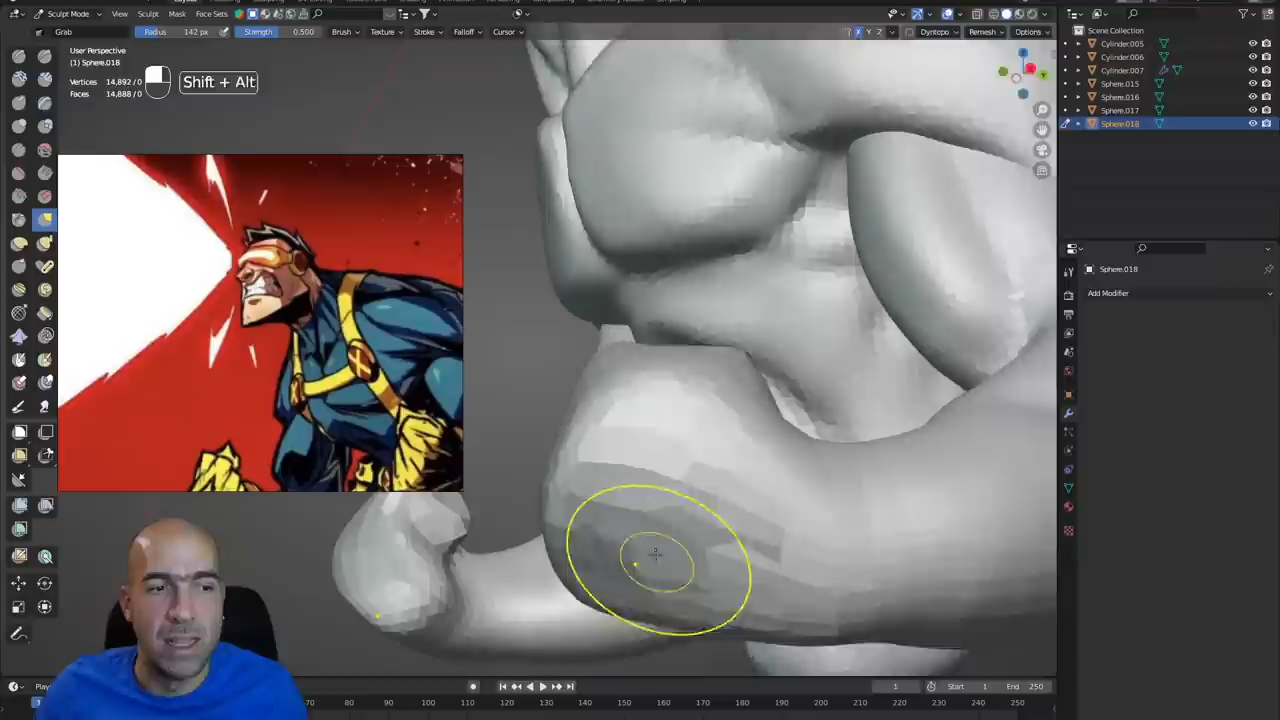 Sculpt Mode View Sculpt Mask Face Sets
Grab Radius 142 px Strength 0.500 Brush Texture Stroke Falloff Cursor X Y Z Dyntopo Remesh Options
User Perspective
(1) Sphere.018
Vertices 14,892 / 0
Faces 14,888 / 0
Shift + Alt
Scene Collection
Cylinder.005
Cylinder.006
Cylinder.007
Sphere.015
Sphere.016
Sphere.017
Sphere.018
Sphere.018
Add Modifier
Play
1 Start 1 End 250
70 80 90 100 110 120 130 140 150 160 170 180 190 200 210 220 230 240 250